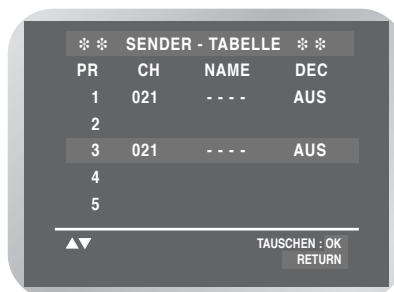 ❇ ❇ SENDER - TABELLE ❇ ❇
PR CH NAME DEC
1 021 - - - - AUS
2
3 021 - - - - AUS
4
5
▲▼ TAUSCHEN : OK
RETURN